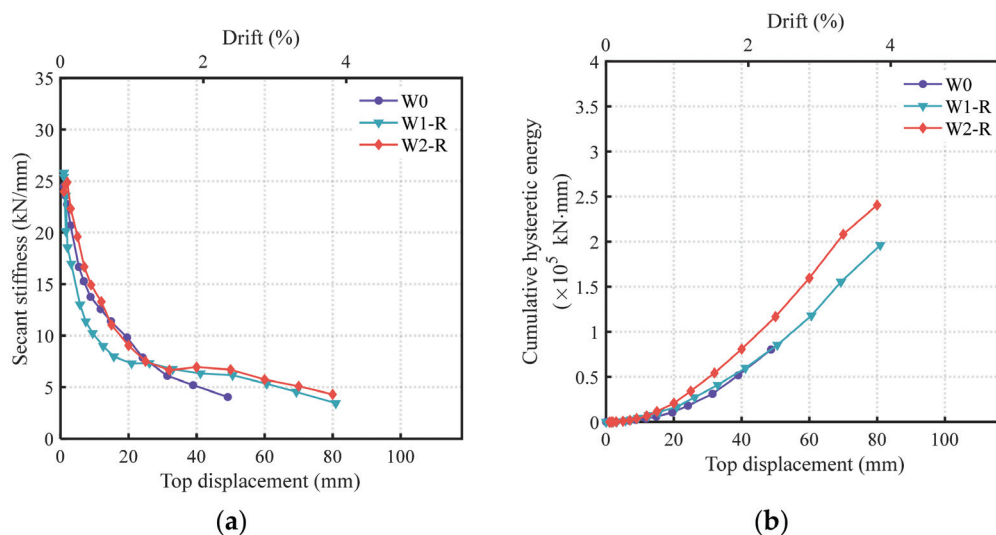 Drift (%)
0 2 4
35
30
25
20
15
10
5
0
Secant stiffness (kN/mm)
W0
W1-R
W2-R
0 20 40 60 80 100
Top displacement (mm)
(a)
Drift (%)
0 2 4
4
3.5
3
2.5
2
1.5
1
0.5
0
Cumulative hysteretic energy
(×10⁵ kN·mm)
W0
W1-R
W2-R
0 20 40 60 80 100
Top displacement (mm)
(b)